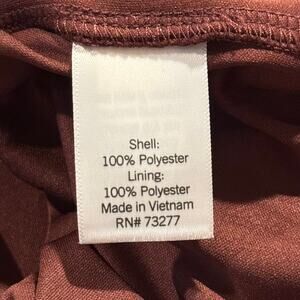 Shell:
100% Polyester
Lining:
100% Polyester
Made in Vietnam
RN# 73277